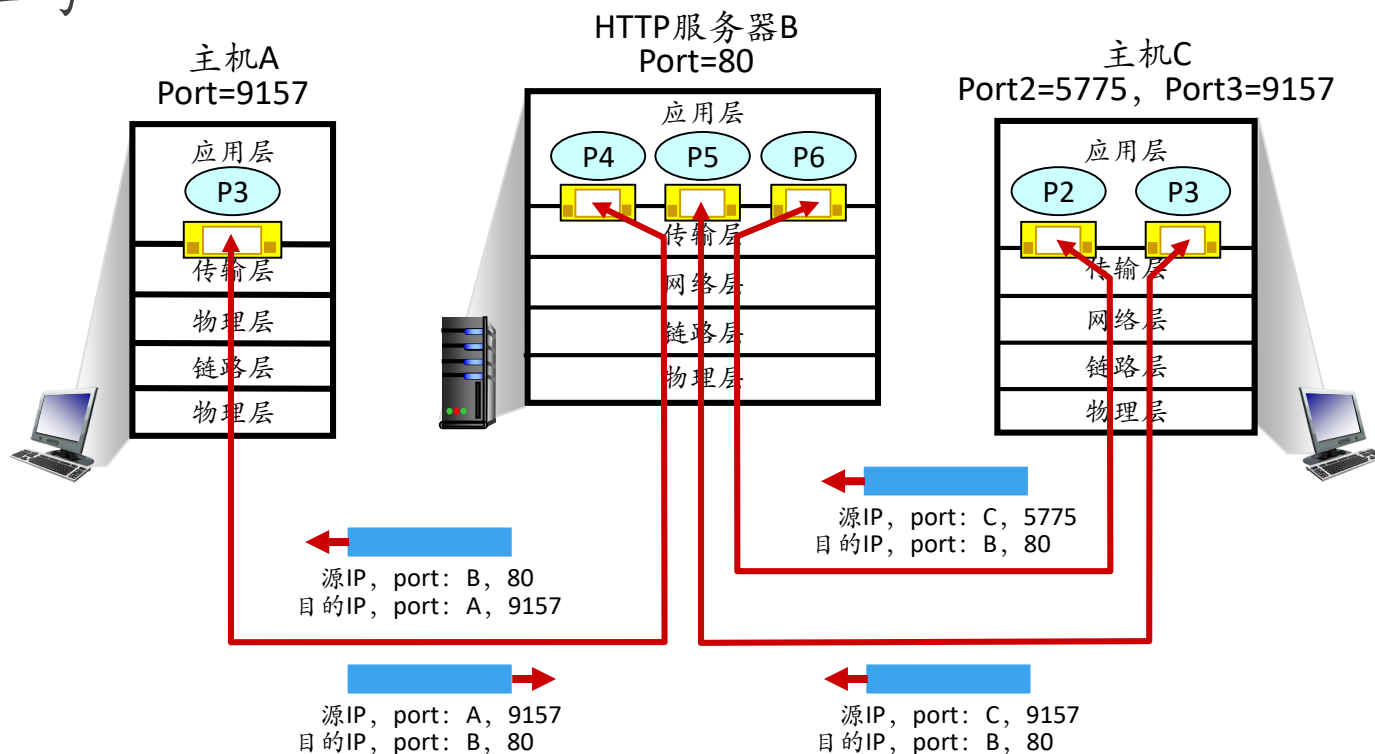 主机A
Port=9157
应用层
P3
传输层
物理层
链路层
物理层
HTTP服务器B
Port=80
应用层
P4 P5 P6
传输层
网络层
链路层
物理层
主机C
Port2=5775，Port3=9157
应用层
P2 P3
传输层
网络层
链路层
物理层
源IP，port：B，80
目的IP，port：A，9157
源IP，port：A，9157
目的IP，port：B，80
源IP，port：C，5775
目的IP，port：B，80
源IP，port：C，9157
目的IP，port：B，80